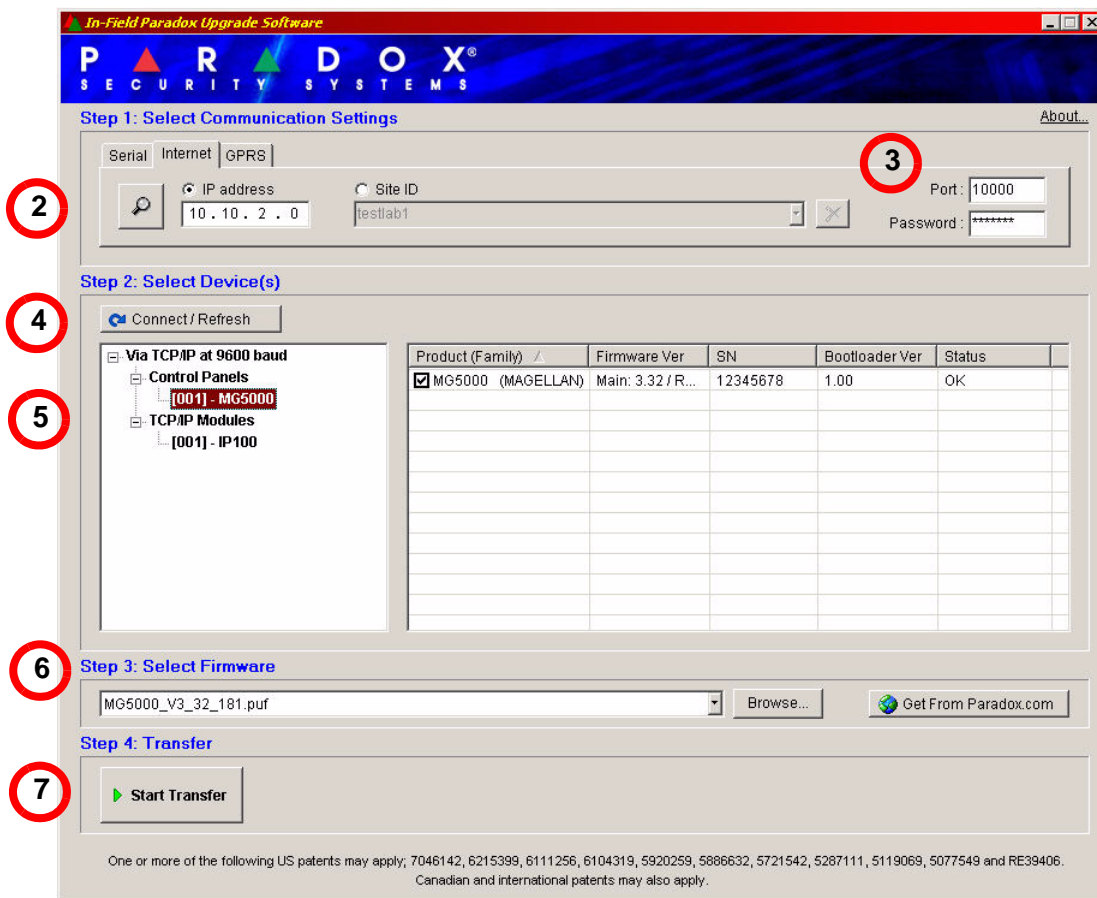 In-Field Paradox Upgrade Software
PARADOX®
SECURITY SYSTEMS
Step 1: Select Communication Settings
About...
Serial Internet GPRS
3
2
IP address
Site ID
Port : 10000
10 . 10 . 2 . 0
testlab1
Password : *******
Step 2: Select Device(s)
4
Connect / Refresh
Via TCP/IP at 9600 baud
Control Panels
[001] - MG5000
TCP/IP Modules
[001] - IP100
5
Product (Family) Firmware Ver SN Bootloader Ver Status
MG5000 (MAGELLAN) Main: 3.32 / R... 12345678 1.00 OK
6
Step 3: Select Firmware
MG5000_V3_32_181.puf
Browse...
Get From Paradox.com
Step 4: Transfer
7
Start Transfer
One or more of the following US patents may apply; 7046142, 6215399, 6111256, 6104319, 5920259, 5886632, 5721542, 5287111, 5119069, 5077549 and RE39406.
Canadian and international patents may also apply.